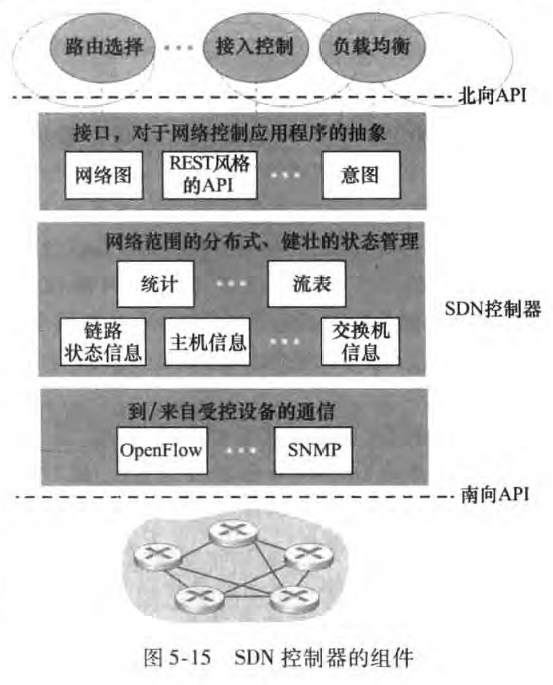 路由选择 ··· 接入控制 负载均衡
北向API
接口，对于网络控制应用程序的抽象
网络图 REST风格的API ··· 意图
网络范围的分布式、健壮的状态管理
统计 ··· 流表
SDN控制器
链路状态信息 主机信息 ··· 交换机信息
到/来自受控设备的通信
OpenFlow ··· SNMP
南向API
图 5-15 SDN 控制器的组件